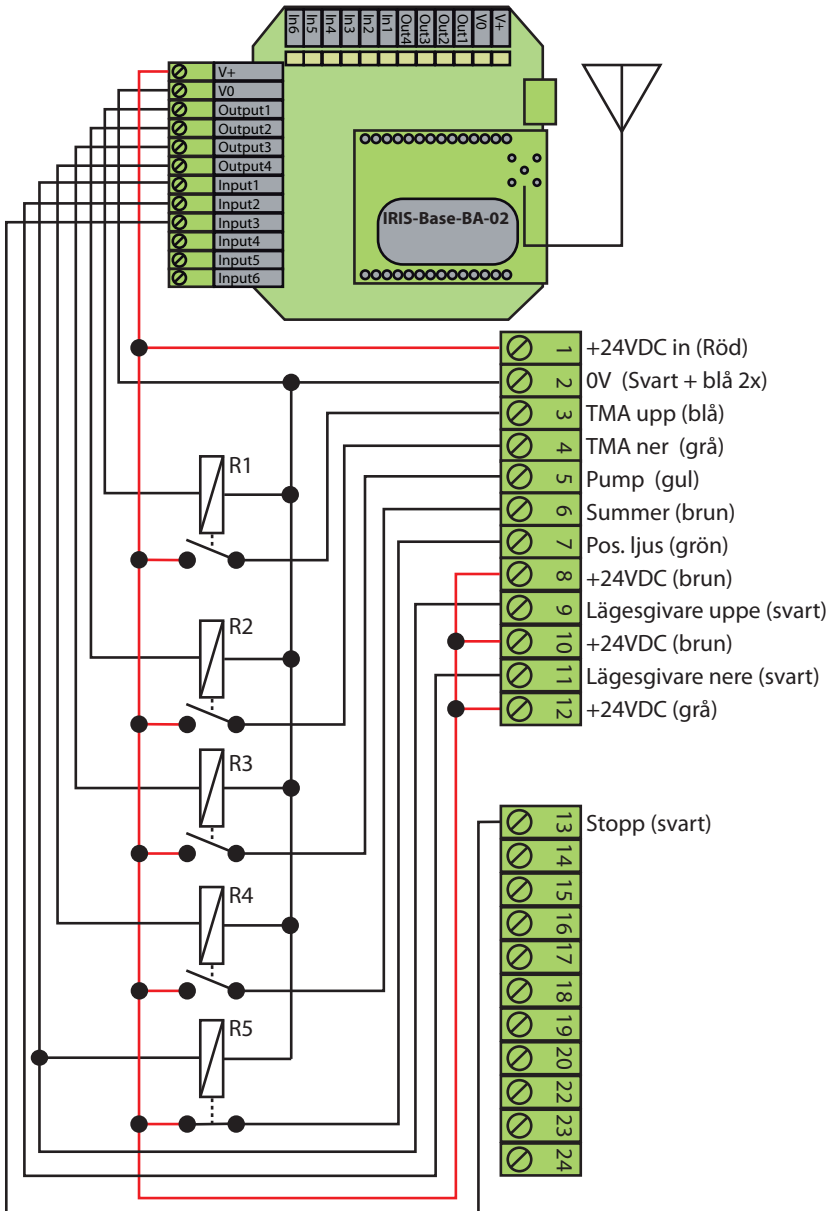 In6
In5
In4
In3
In2
In1
Out4
Out3
Out2
Out1
V0
V+
V+
V0
Output1
Output2
Output3
Output4
Input1
Input2
Input3
Input4
Input5
Input6
IRIS-Base-BA-02
1 +24VDC in (Röd)
2 0V (Svart + blå 2x)
3 TMA upp (blå)
4 TMA ner (grå)
5 Pump (gul)
6 Summer (brun)
7 Pos. ljus (grön)
8 +24VDC (brun)
9 Lägesgivare uppe (svart)
10 +24VDC (brun)
11 Lägesgivare nere (svart)
12 +24VDC (grå)
R1
R2
R3
R4
R5
13 Stopp (svart)
14
15
16
17
18
19
20
22
23
24